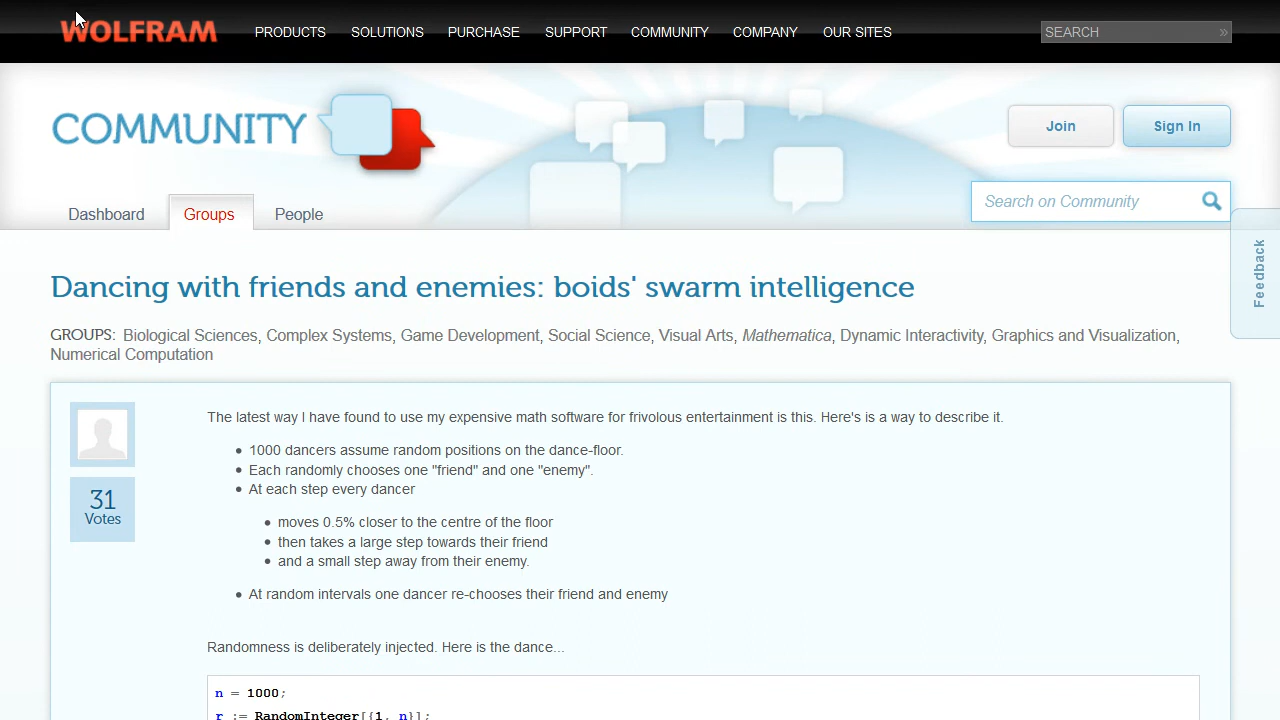 WOLFRAM PRODUCTS SOLUTIONS PURCHASE SUPPORT COMMUNITY COMPANY OUR SITES SEARCH »
COMMUNITY
Join Sign In
Dashboard Groups People Search on Community
Feedback
Dancing with friends and enemies: boids' swarm intelligence
GROUPS: Biological Sciences, Complex Systems, Game Development, Social Science, Visual Arts, Mathematica, Dynamic Interactivity, Graphics and Visualization,
Numerical Computation
The latest way I have found to use my expensive math software for frivolous entertainment is this. Here's is a way to describe it.
• 1000 dancers assume random positions on the dance-floor.
• Each randomly chooses one "friend" and one "enemy".
• At each step every dancer
31
Votes
• moves 0.5% closer to the centre of the floor
• then takes a large step towards their friend
• and a small step away from their enemy.
• At random intervals one dancer re-chooses their friend and enemy
Randomness is deliberately injected. Here is the dance...
n = 1000;
r := RandomInteger[{1, n}];